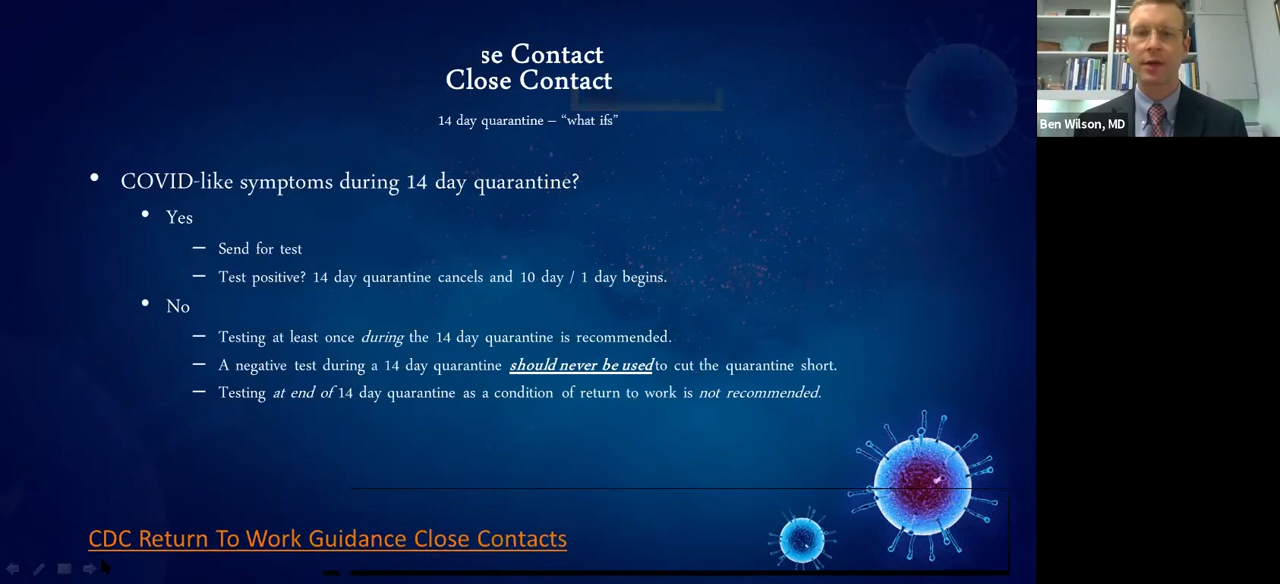 se Contact
Close Contact
14 day quarantine – “what ifs”
• COVID-like symptoms during 14 day quarantine?
• Yes
– Send for test
– Test positive? 14 day quarantine cancels and 10 day / 1 day begins.
• No
– Testing at least once during the 14 day quarantine is recommended.
– A negative test during a 14 day quarantine should never be used to cut the quarantine short.
– Testing at end of 14 day quarantine as a condition of return to work is not recommended.
CDC Return To Work Guidance Close Contacts
Ben Wilson, MD